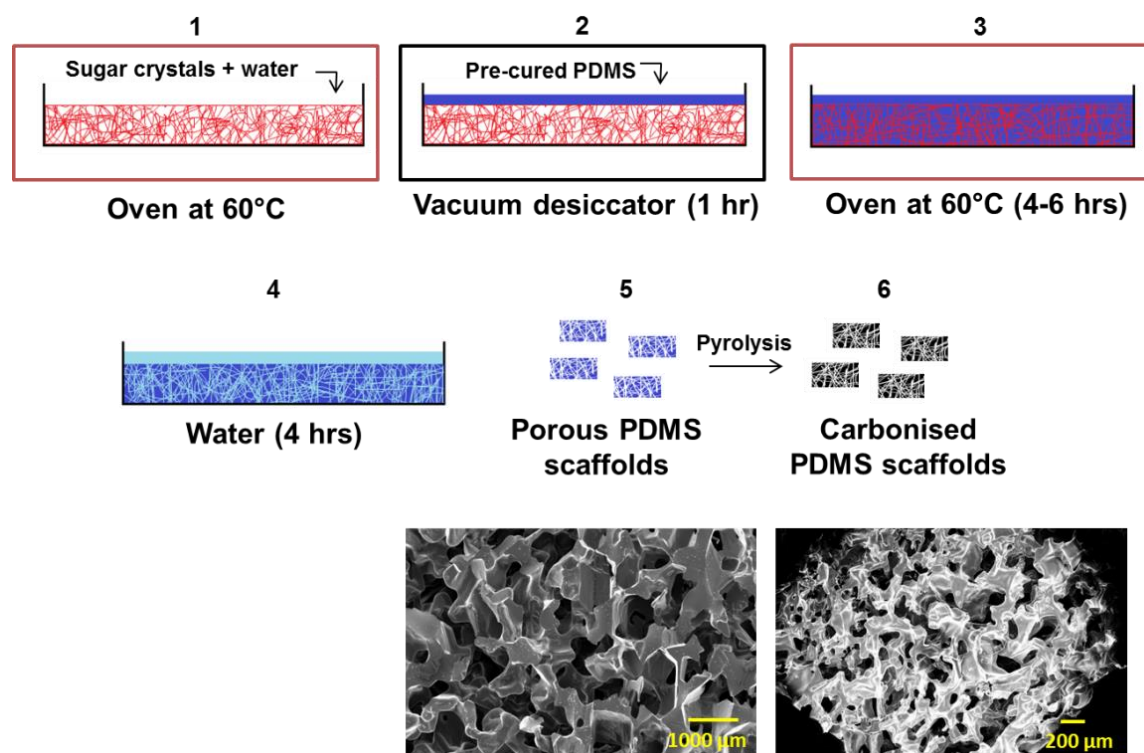 1
Sugar crystals + water
Oven at 60°C
2
Pre-cured PDMS
Vacuum desiccator (1 hr)
3
Oven at 60°C (4-6 hrs)
4
Water (4 hrs)
5
Porous PDMS
scaffolds
Pyrolysis
6
Carbonised
PDMS scaffolds
1000 µm
200 µm